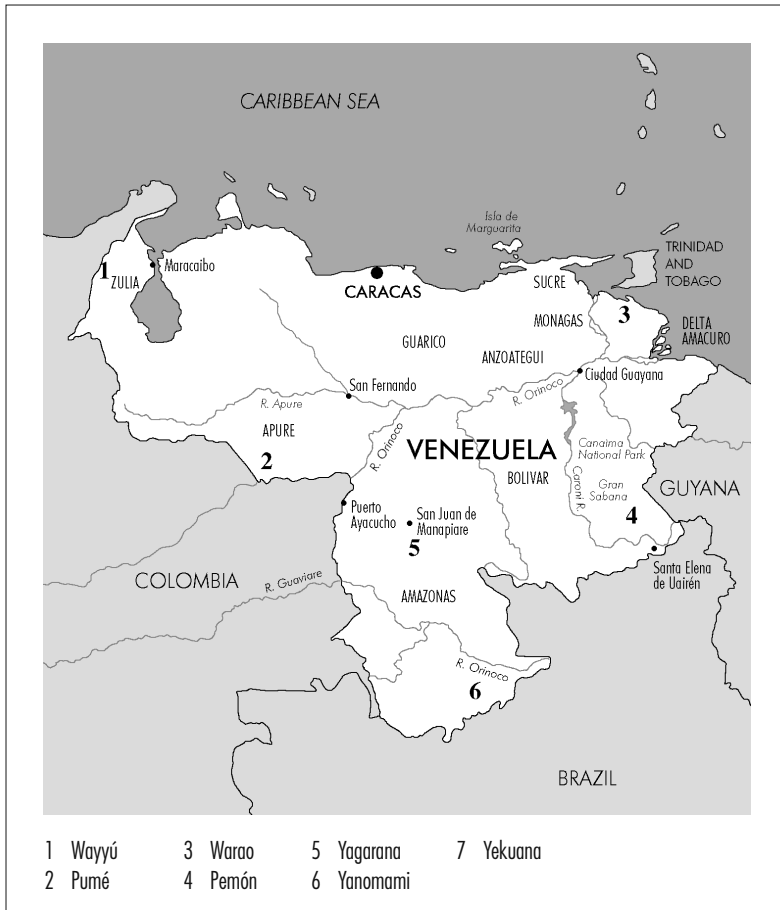 CARIBBEAN SEA
Isla de
Marguarita
TRINIDAD
AND
TOBAGO
1
ZULIA
Maracaibo
CARACAS
SUCRE
MONAGAS
3
DELTA
AMACURO
GUARICO
ANZOATEGUI
Ciudad Guayana
San Fernando
R. Apure
R. Orinoco
APURE
2
R. Orinoco
VENEZUELA
BOLIVAR
Canaima
National Park
Caroni R.
Gran
Sabana
4
GUYANA
Puerto
Ayacucho
San Juan de
Manapiare
5
Santa Elena
de Uairén
COLOMBIA
R. Guaviare
AMAZONAS
R. Orinoco
6
BRAZIL
1 Wayyú 3 Warao 5 Yagarana 7 Yekuana
2 Pumé 4 Pemón 6 Yanomami